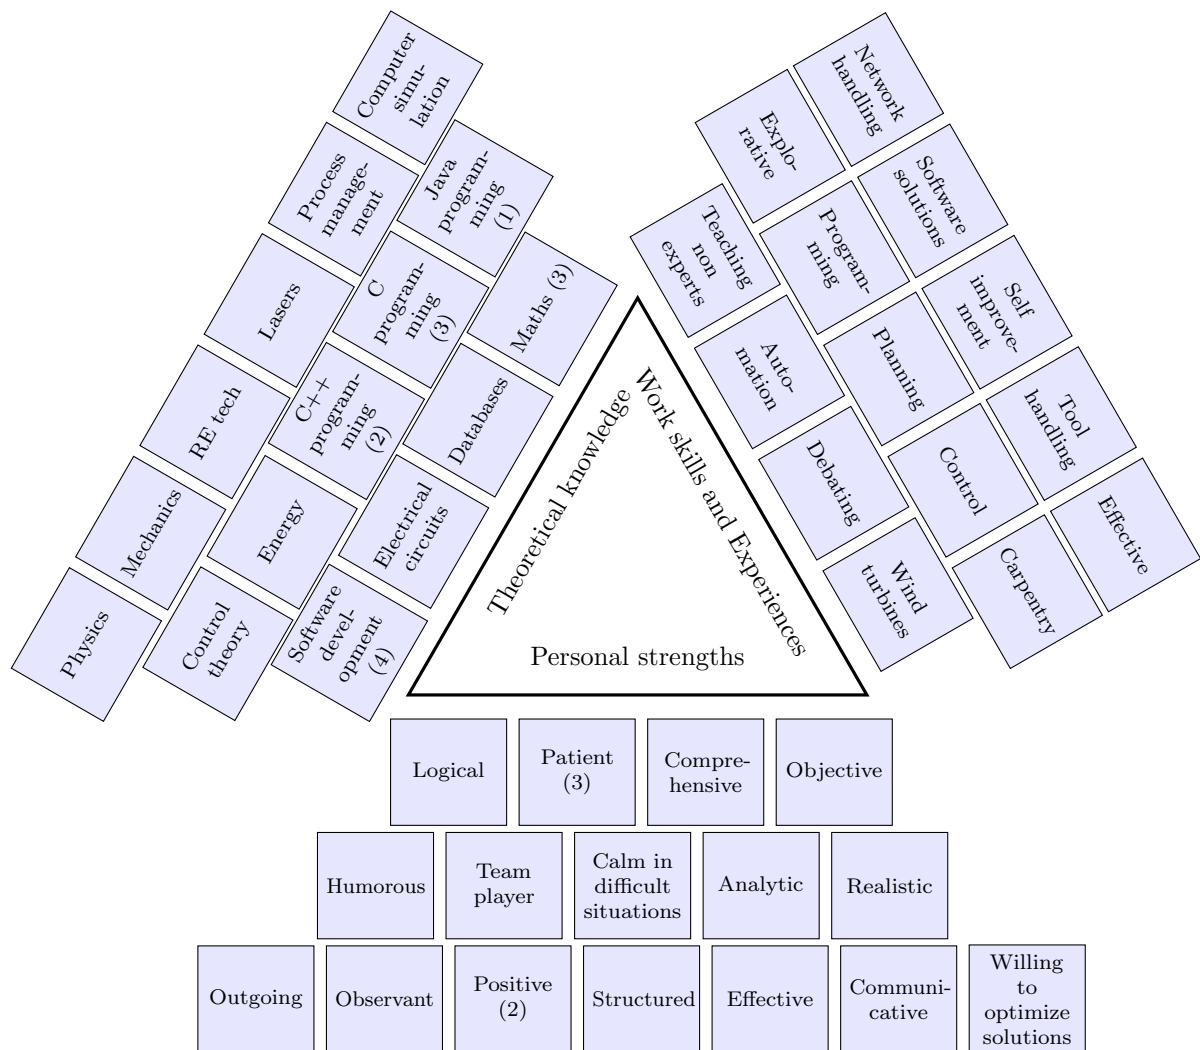 Computer
simu-
lation
Process
manage-
ment
Java
program-
ming
(1)
Lasers
C
program-
ming
(3)
Maths (3)
RE tech
C++
program-
ming
(2)
Databases
Mechanics
Energy
Electrical
circuits
Physics
Control
theory
Software
devel-
opment
(4)
Network
handling
Explo-
rative
Software
solutions
Teaching
non
experts
Program-
ming
Self
improve-
ment
Auto-
mation
Planning
Tool
handling
Debating
Control
Effective
Wind
turbines
Carpentry
Theoretical knowledge
Work skills and Experiences
Personal strengths
Logical
Patient
(3)
Compre-
hensive
Objective
Humorous
Team
player
Calm in
difficult
situations
Analytic
Realistic
Outgoing
Observant
Positive
(2)
Structured
Effective
Communi-
cative
Willing
to
optimize
solutions